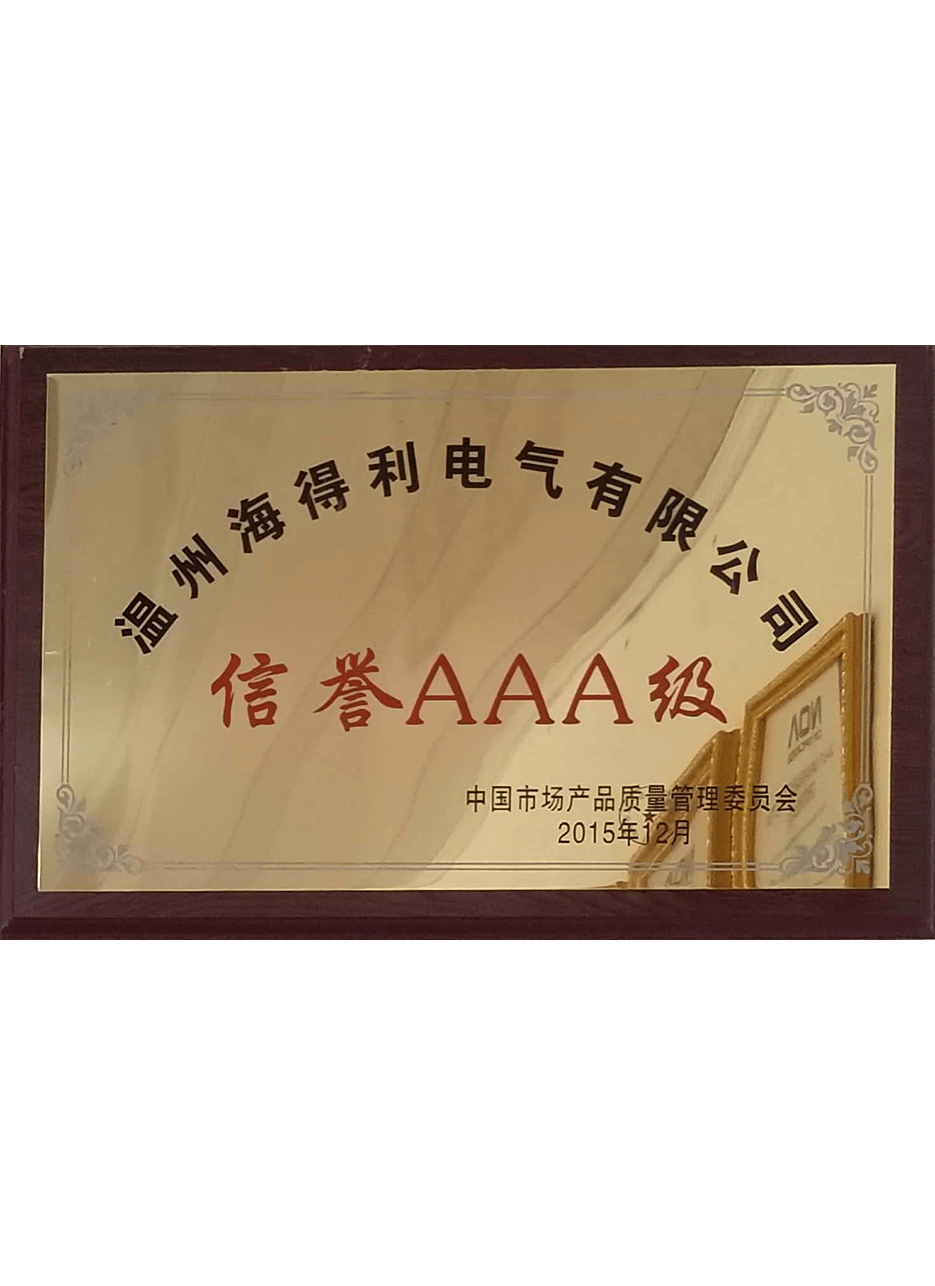 温州海得利电气有限公司
信誉AAA级
中国市场产品质量管理委员会
2015年12月